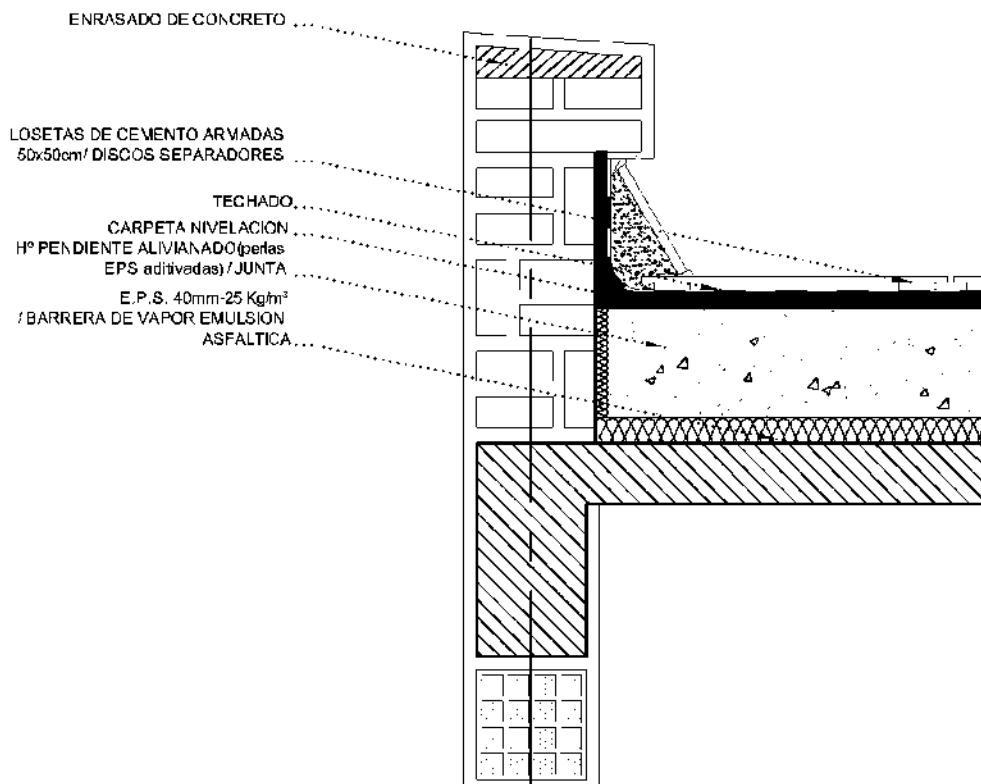 ENRASADO DE CONCRETO
LOSETAS DE CEMENTO ARMADAS
50x50cm/ DISCOS SEPARADORES
TECHADO
CARPETA NIVELACION
Hº PENDIENTE ALIVIANADO(perlas
EPS aditivadas) / JUNTA
E.P.S. 40mm-25 Kg/m³
/ BARRERA DE VAPOR EMULSION
ASFALTICA